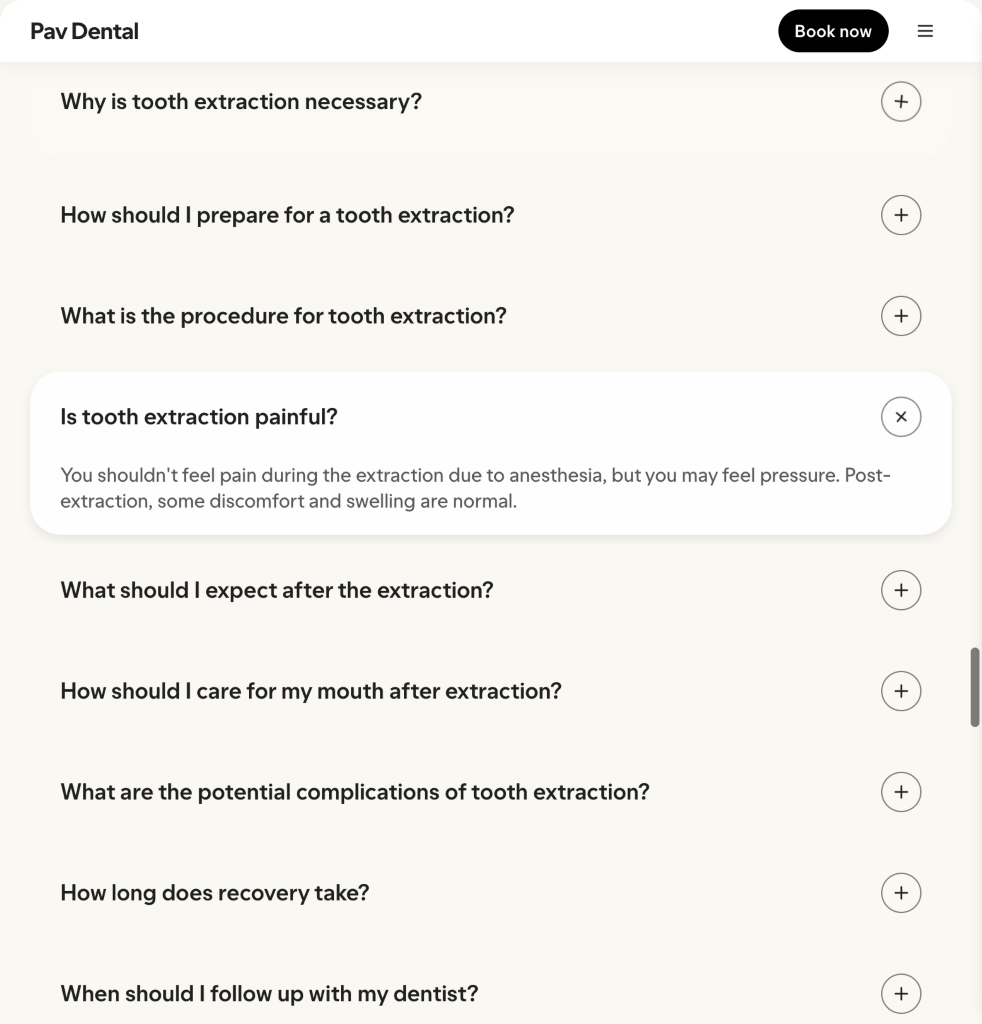 Pav Dental
Book now
Why is tooth extraction necessary?
How should I prepare for a tooth extraction?
What is the procedure for tooth extraction?
Is tooth extraction painful?
You shouldn't feel pain during the extraction due to anesthesia, but you may feel pressure. Post-
extraction, some discomfort and swelling are normal.
What should I expect after the extraction?
How should I care for my mouth after extraction?
What are the potential complications of tooth extraction?
How long does recovery take?
When should I follow up with my dentist?